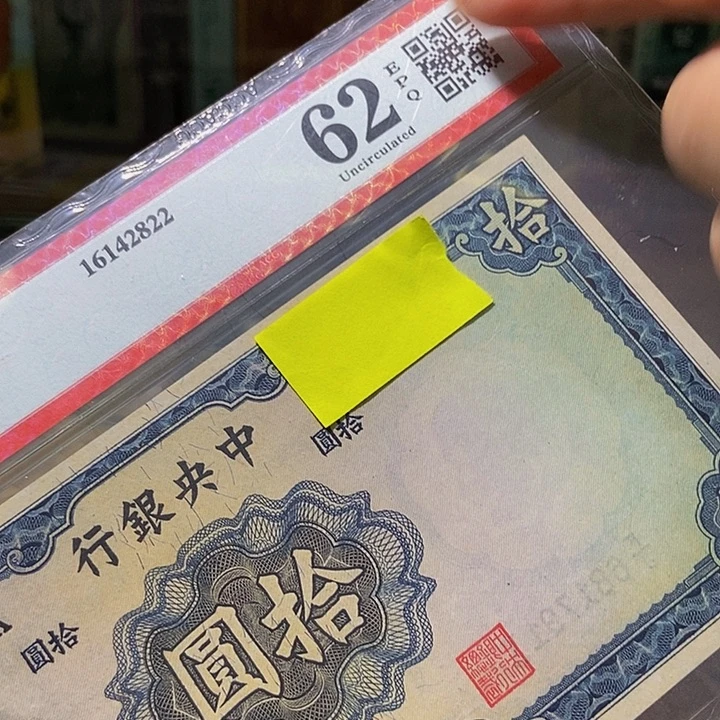 62
EPQ
Uncirculated
16142822
拾
拾圓
中央銀行
拾圓
拾圓